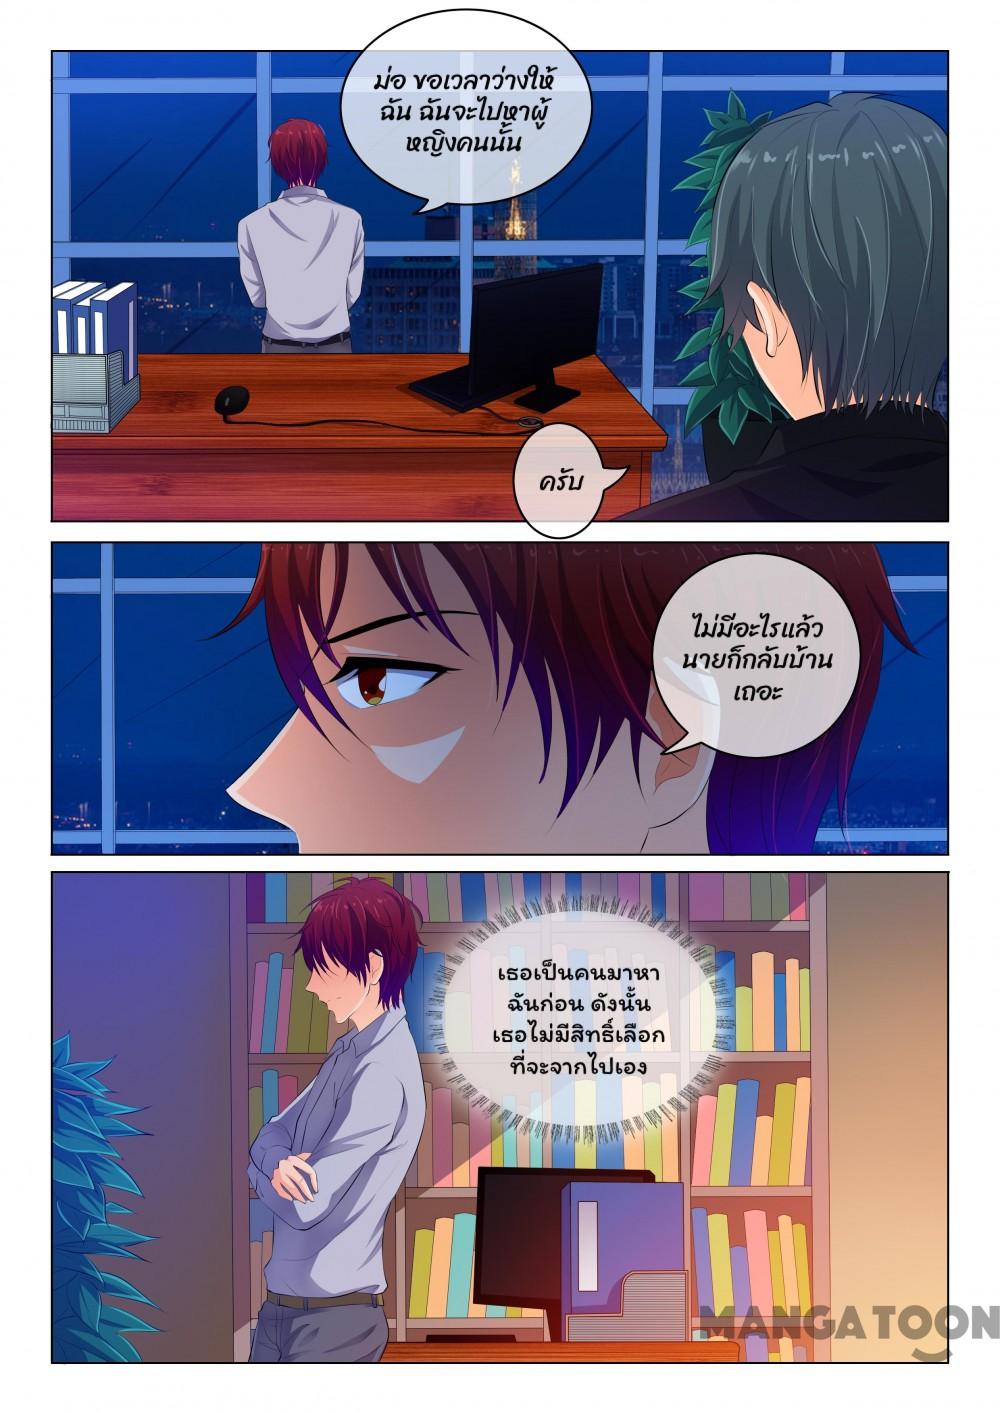 ม่อ ขอเวลาว่างให้
ฉัน ฉันจะไปหาผู้
หญิงคนนั้น
ครับ
ไม่มีอะไรแล้ว
นายก็กลับบ้าน
เถอะ
เธอเป็นคนมาหา
ฉันก่อน ดังนั้น
เธอไม่มีสิทธิ์เลือก
ที่จะจากไปเอง
MANGATOON